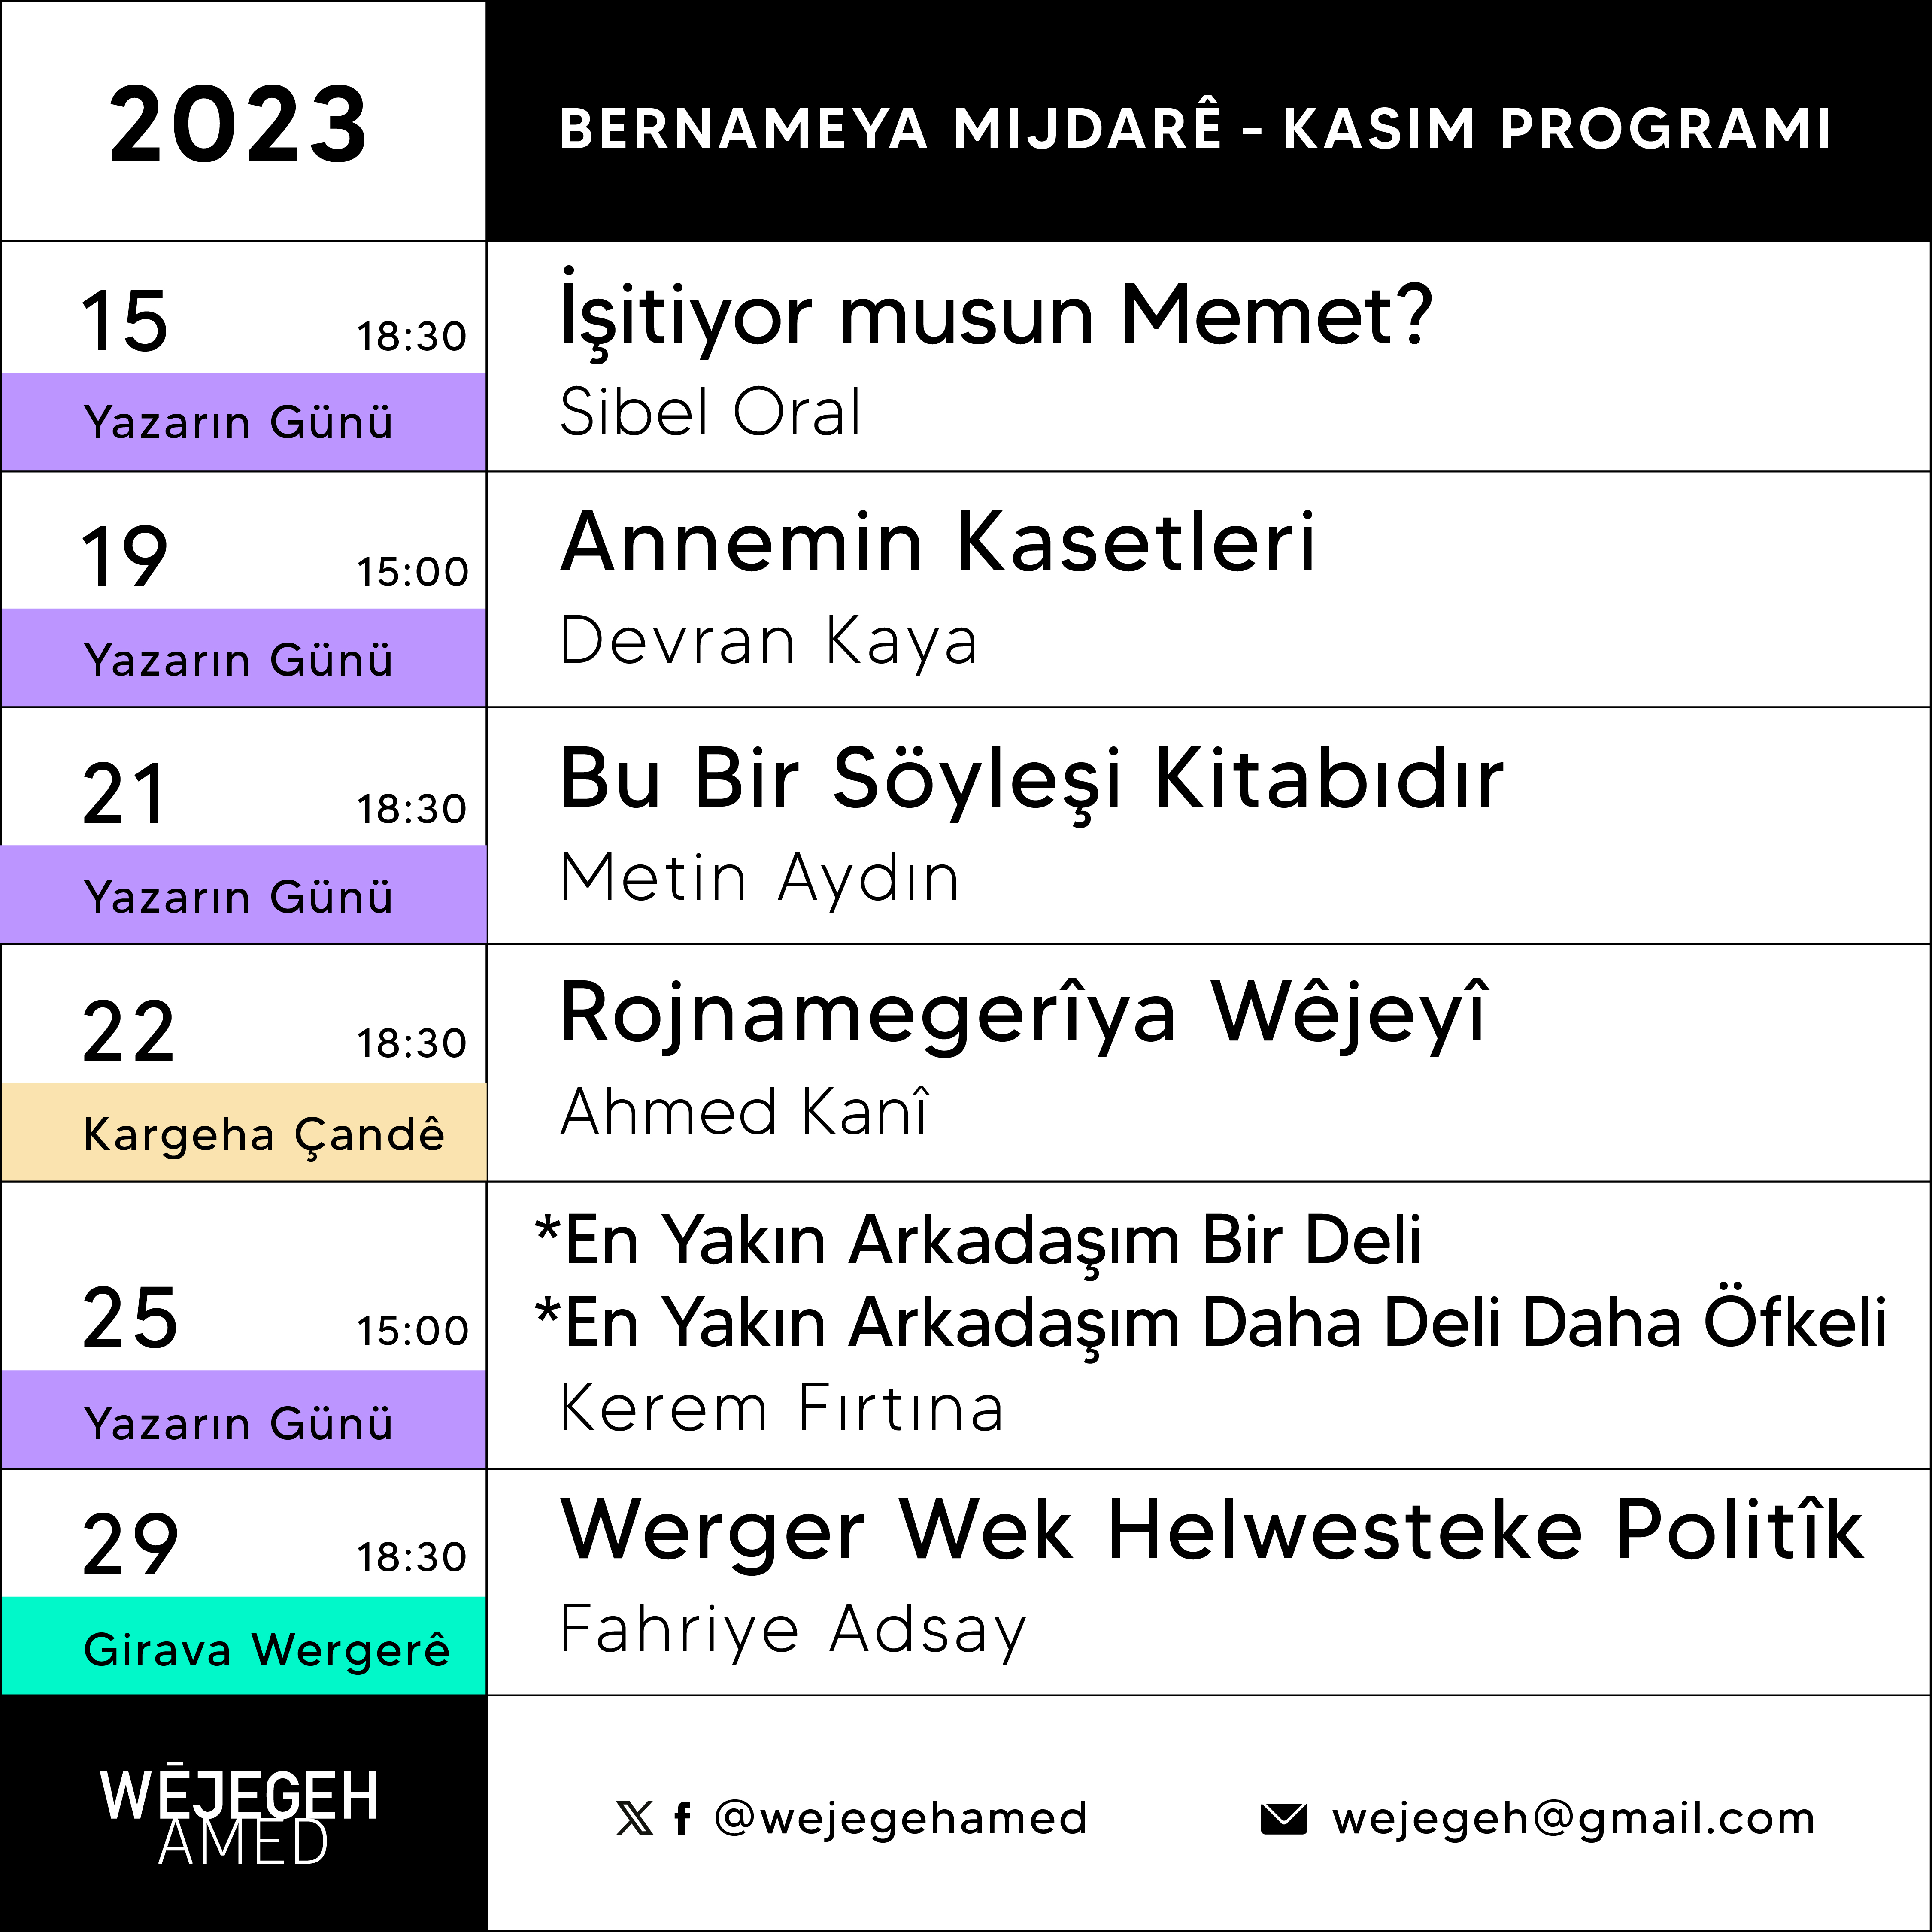 2023
BERNAMEYA MIJDARÊ - KASIM PROGRAMI
15
18:30
Yazarın Günü
İşitiyor musun Memet?
Sibel Oral
19
15:00
Yazarın Günü
Annemin Kasetleri
Devran Kaya
21
18:30
Yazarın Günü
Bu Bir Söyleşi Kitabıdır
Metin Aydın
22
18:30
Kargeha Çandê
Rojnamegerîya Wêjeyî
Ahmed Kanî
25
15:00
Yazarın Günü
*En Yakın Arkadaşım Bir Deli
*En Yakın Arkadaşım Daha Deli Daha Öfkeli
Kerem Fırtına
29
18:30
Girava Wergerê
Werger Wek Helwesteke Polîtîk
Fahriye Adsay
WĒJEGEH
AMED
@wejegehamed
wejegeh@gmail.com